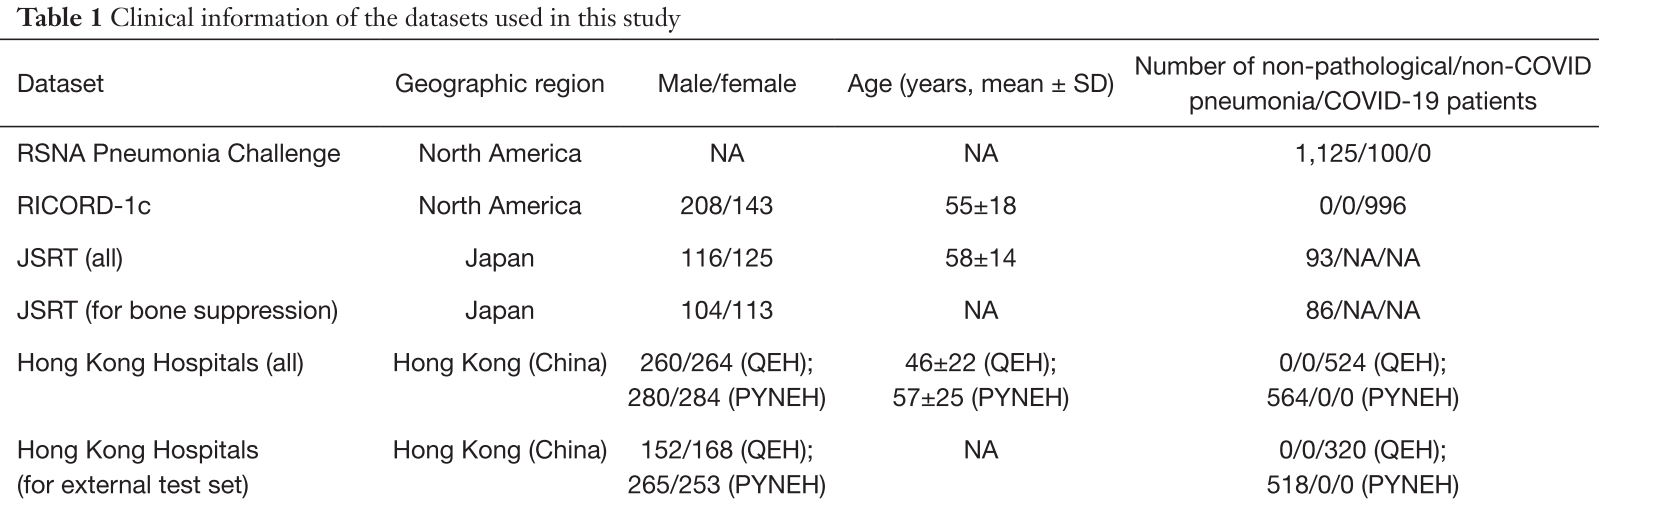 Table 1 Clinical information of the datasets used in this study
Dataset Geographic region Male/female Age (years, mean ± SD) Number of non-pathological/non-COVID pneumonia/COVID-19 patients
RSNA Pneumonia Challenge North America NA NA 1,125/100/0
RICORD-1c North America 208/143 55±18 0/0/996
JSRT (all) Japan 116/125 58±14 93/NA/NA
JSRT (for bone suppression) Japan 104/113 NA 86/NA/NA
Hong Kong Hospitals (all) Hong Kong (China) 260/264 (QEH); 46±22 (QEH); 0/0/524 (QEH);
280/284 (PYNEH) 57±25 (PYNEH) 564/0/0 (PYNEH)
Hong Kong Hospitals Hong Kong (China) 152/168 (QEH); NA 0/0/320 (QEH);
(for external test set) 265/253 (PYNEH) 518/0/0 (PYNEH)